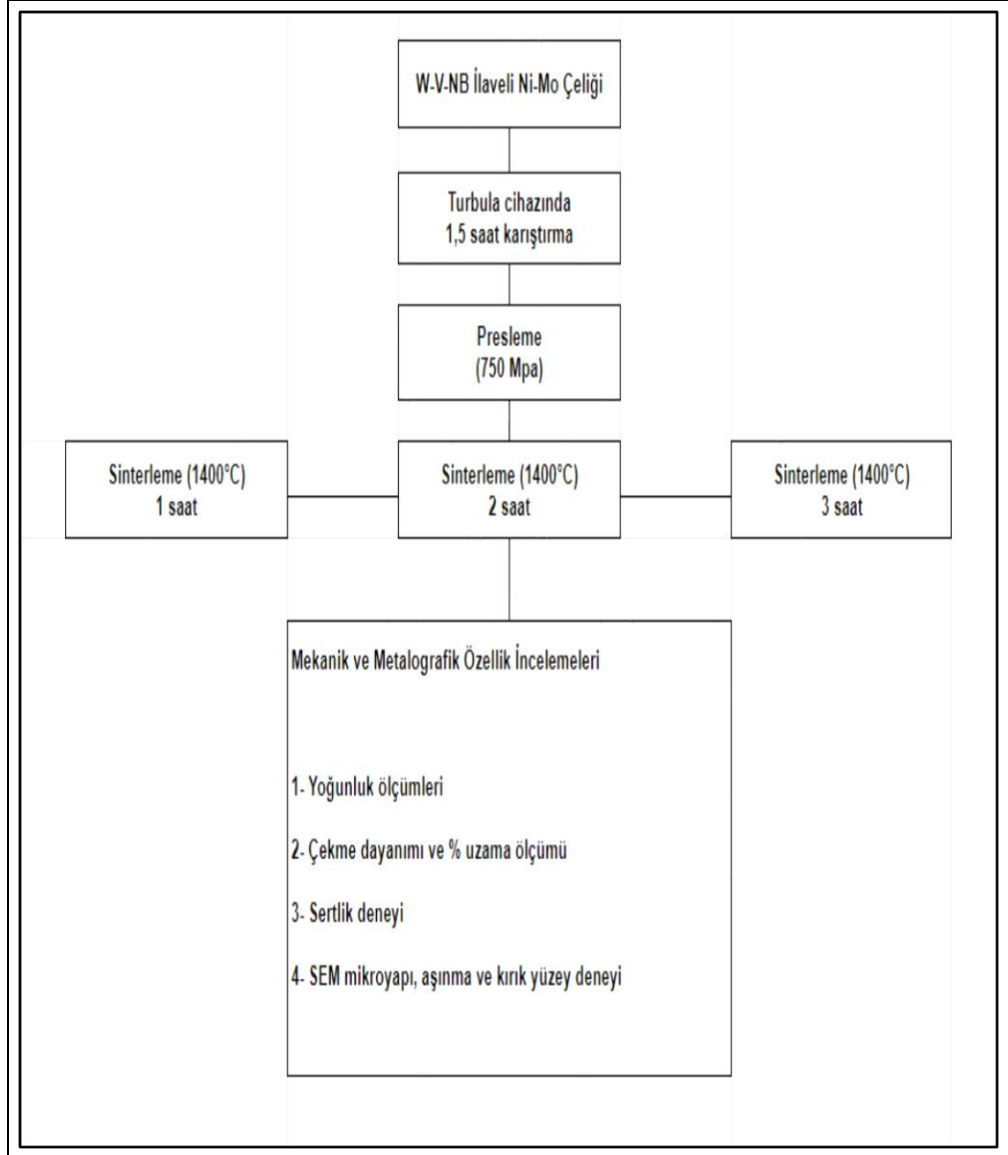 W-V-NB İlaveli Ni-Mo Çeliği
Turbula cihazında
1,5 saat karıştırma
Presleme
(750 Mpa)
Sinterleme (1400°C)
1 saat
Sinterleme (1400°C)
2 saat
Sinterleme (1400°C)
3 saat
Mekanik ve Metalografik Özellik İncelemeleri
1- Yoğunluk ölçümleri
2- Çekme dayanımı ve % uzama ölçümü
3- Sertlik deneyi
4- SEM mikroyapı, aşınma ve kırık yüzey deneyi